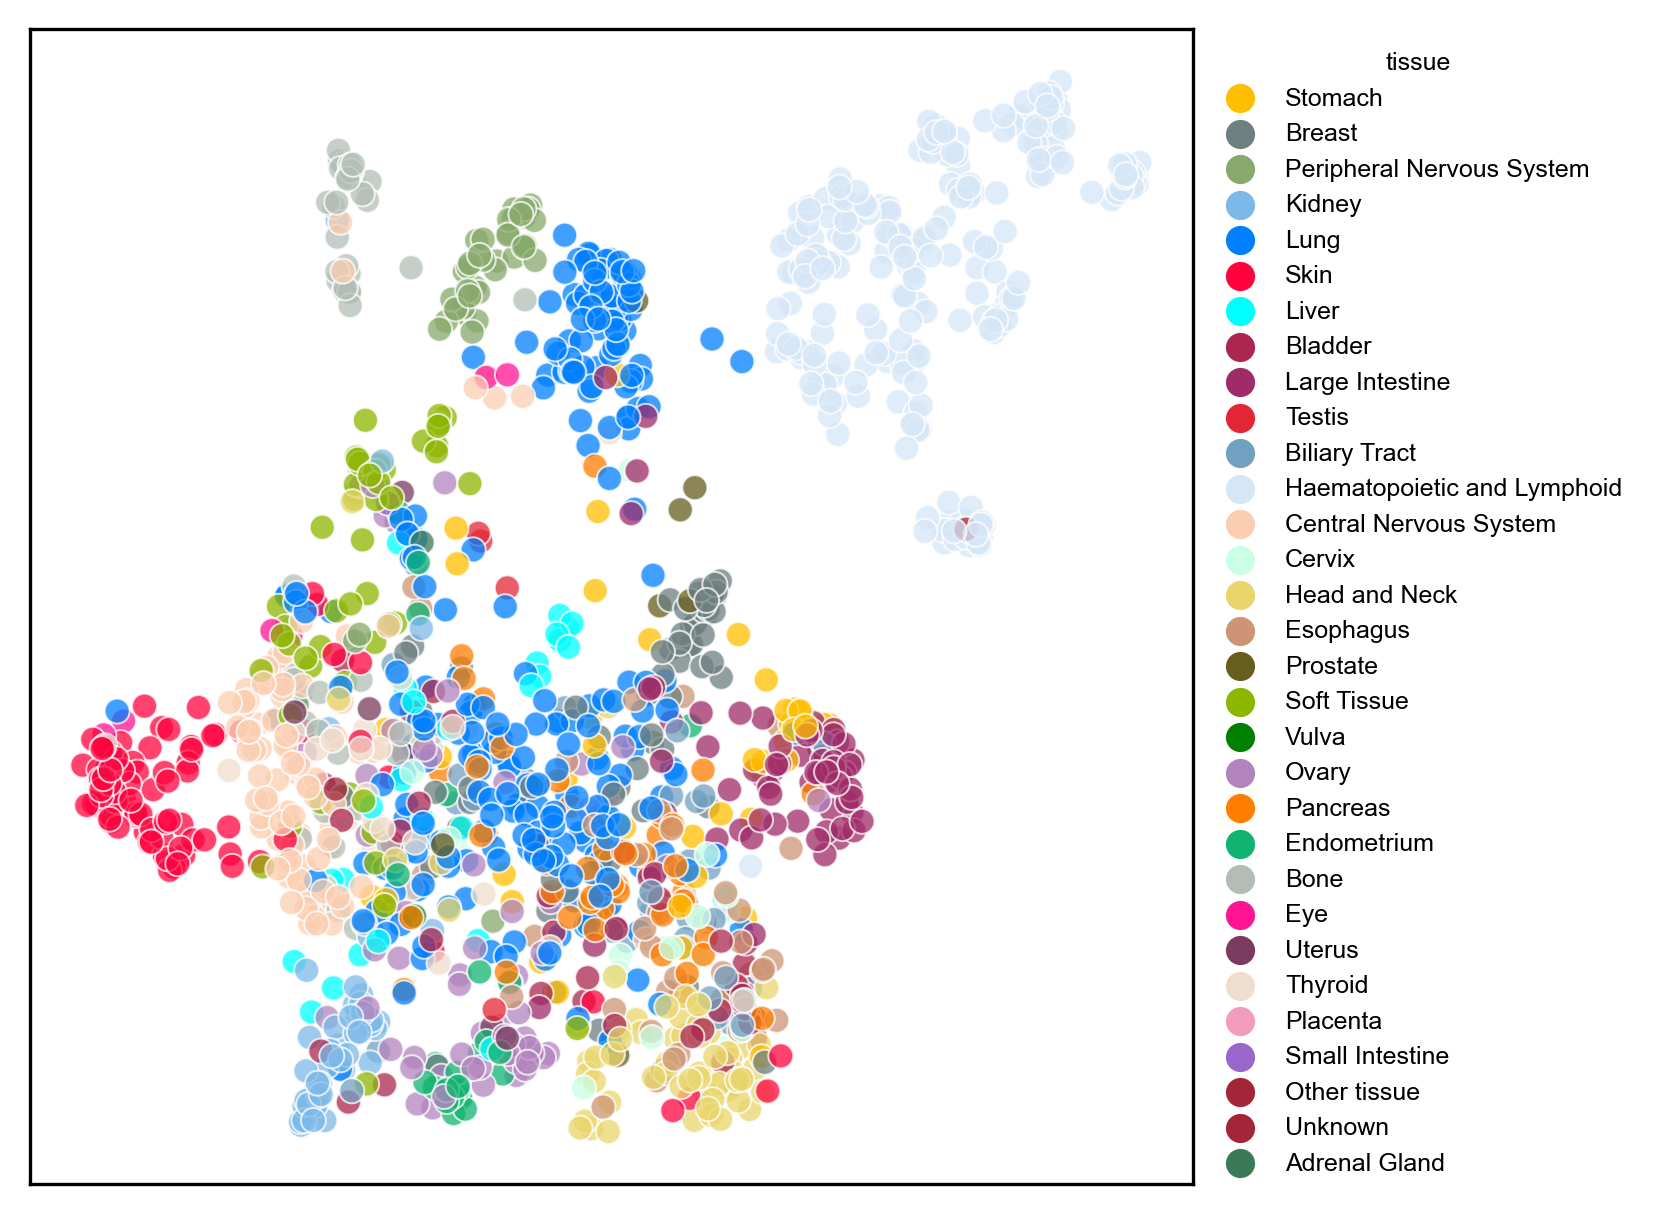 tissue
Stomach
Breast
Peripheral Nervous System
Kidney
Lung
Skin
Liver
Bladder
Large Intestine
Testis
Biliary Tract
Haematopoietic and Lymphoid
Central Nervous System
Cervix
Head and Neck
Esophagus
Prostate
Soft Tissue
Vulva
Ovary
Pancreas
Endometrium
Bone
Eye
Uterus
Thyroid
Placenta
Small Intestine
Other tissue
Unknown
Adrenal Gland